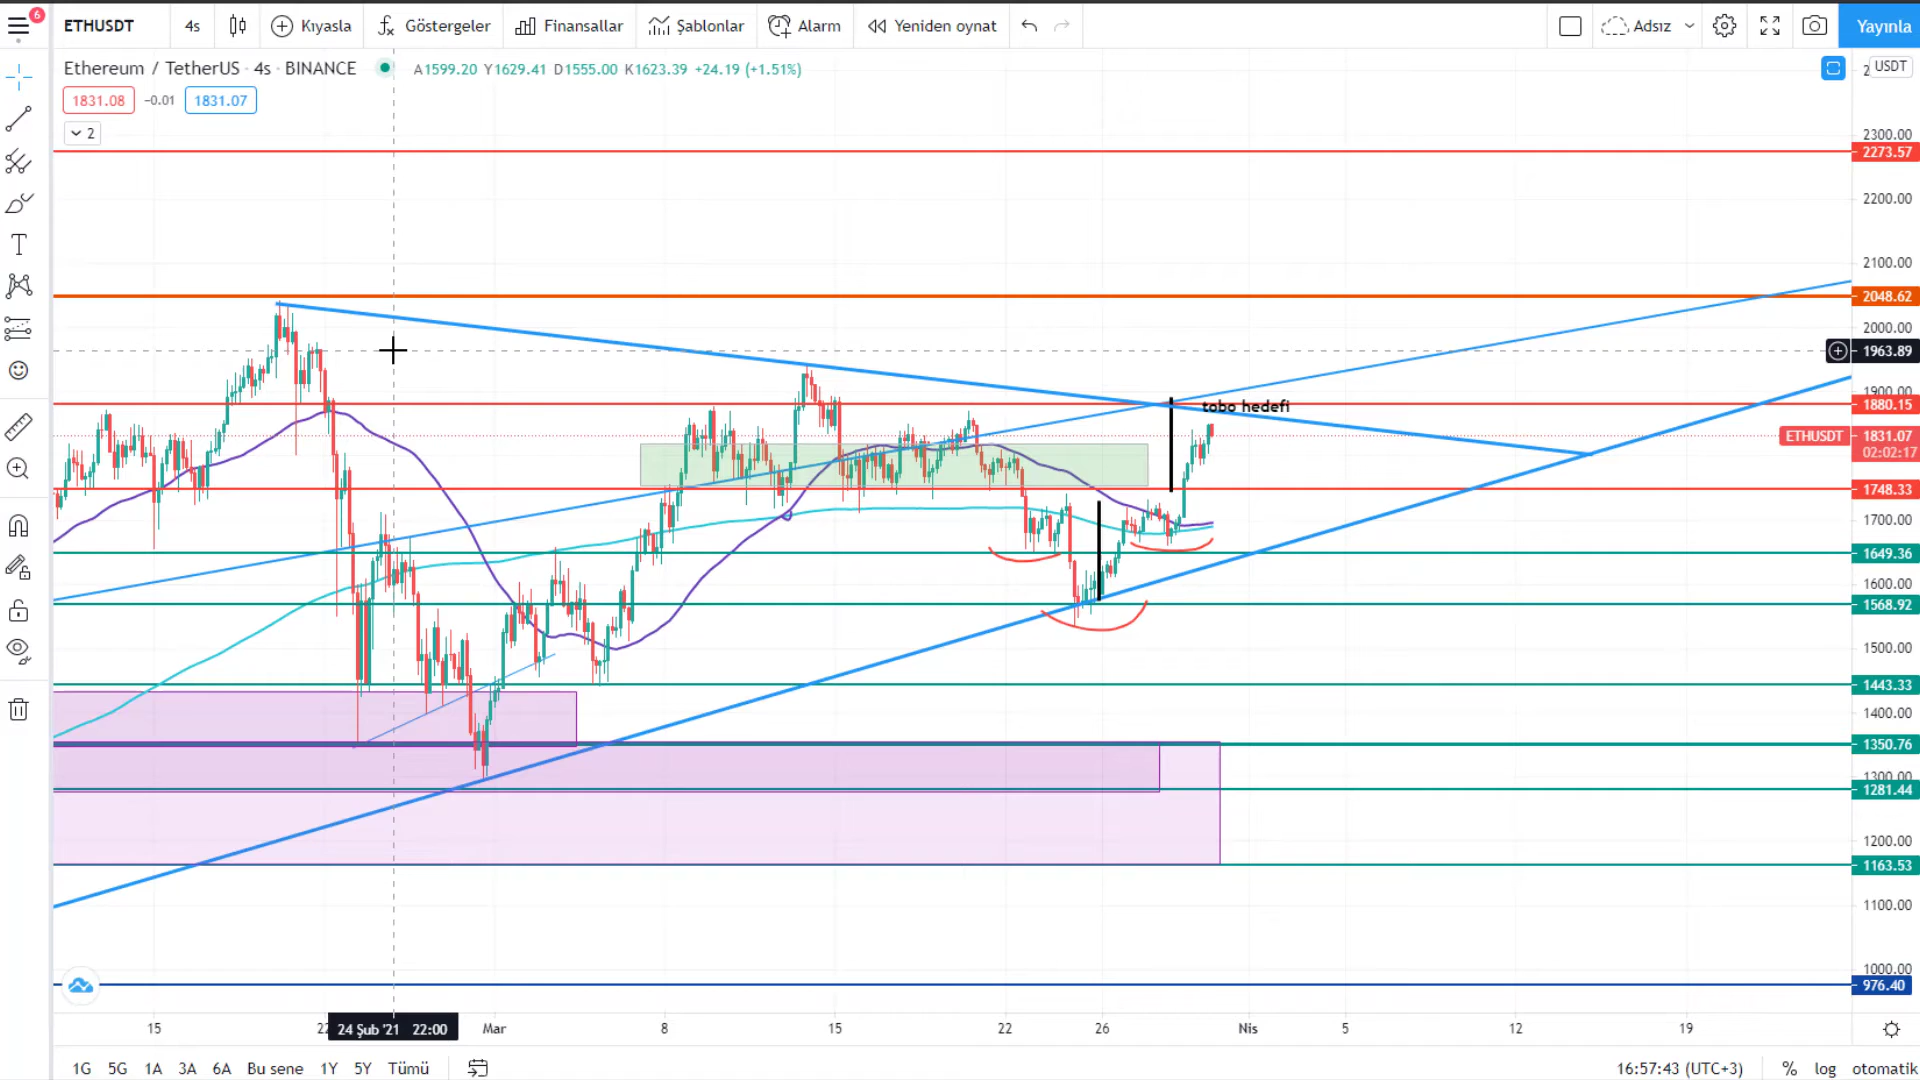 6
ETHUSDT
4s
Kıyasla
Göstergeler
Finansallar
Şablonlar
Alarm
Yeniden oynat
Adsız
Yayınla
Ethereum / TetherUS · 4s · BINANCE
A1599.20 Y1629.41 D1555.00 K1623.39 +24.19 (+1.51%)
USDT
1831.08
−0.01
1831.07
2
2300.00
2273.57
2200.00
2100.00
2048.62
2000.00
1963.89
1900.00
1880.15
tobo hedefi
ETHUSDT
1831.07
02:02:17
1748.33
1700.00
1649.36
1600.00
1568.92
1500.00
1443.33
1400.00
1350.76
1300.00
1281.44
1200.00
1163.53
1100.00
1000.00
976.40
15
24 Şub '21 22:00
Mar
8
15
22
26
Nis
5
12
19
1G
5G
1A
3A
6A
Bu sene
1Y
5Y
Tümü
16:57:43 (UTC+3)
%
log
otomatik